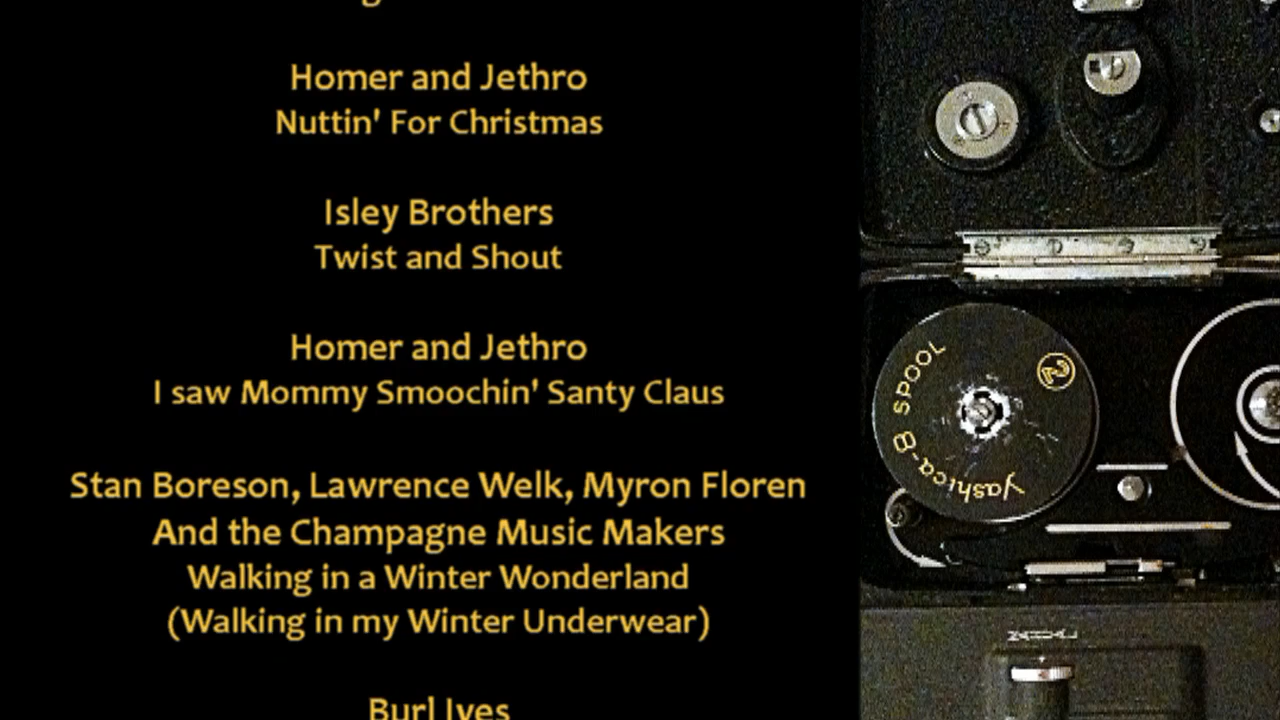 Homer and Jethro
Nuttin' For Christmas
Isley Brothers
Twist and Shout
Homer and Jethro
I saw Mommy Smoochin' Santy Claus
Stan Boreson, Lawrence Welk, Myron Floren
And the Champagne Music Makers
Walking in a Winter Wonderland
(Walking in my Winter Underwear)
Burl Ives
Yashica-8 SPOOL